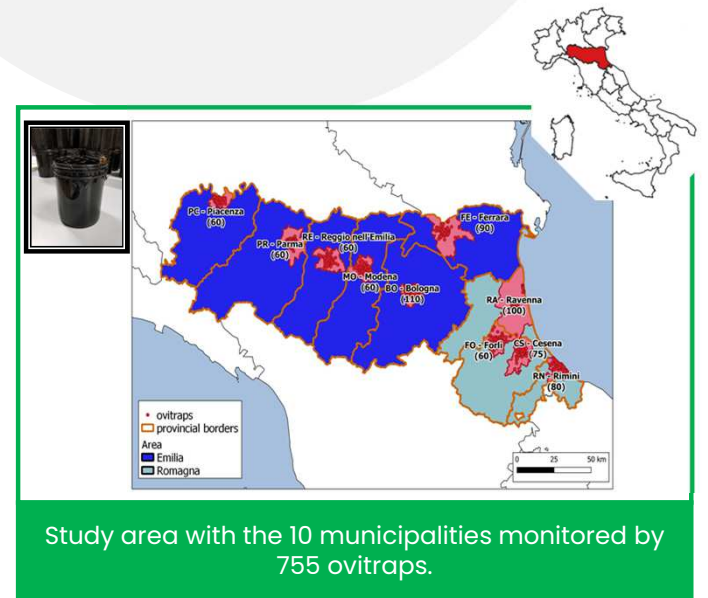 PC - Piacenza
(60)
PR - Parma
(60)
RE - Reggio nell'Emilia
(60)
MO - Modena
(60)
BO - Bologna
(110)
FE - Ferrara
(90)
RA - Ravenna
(100)
FO - Forlì
(60)
CS - Cesena
(75)
RN - Rimini
(80)
ovitraps
provincial borders
Area
Emilia
Romagna
0 25 50 km
Study area with the 10 municipalities monitored by
755 ovitraps.